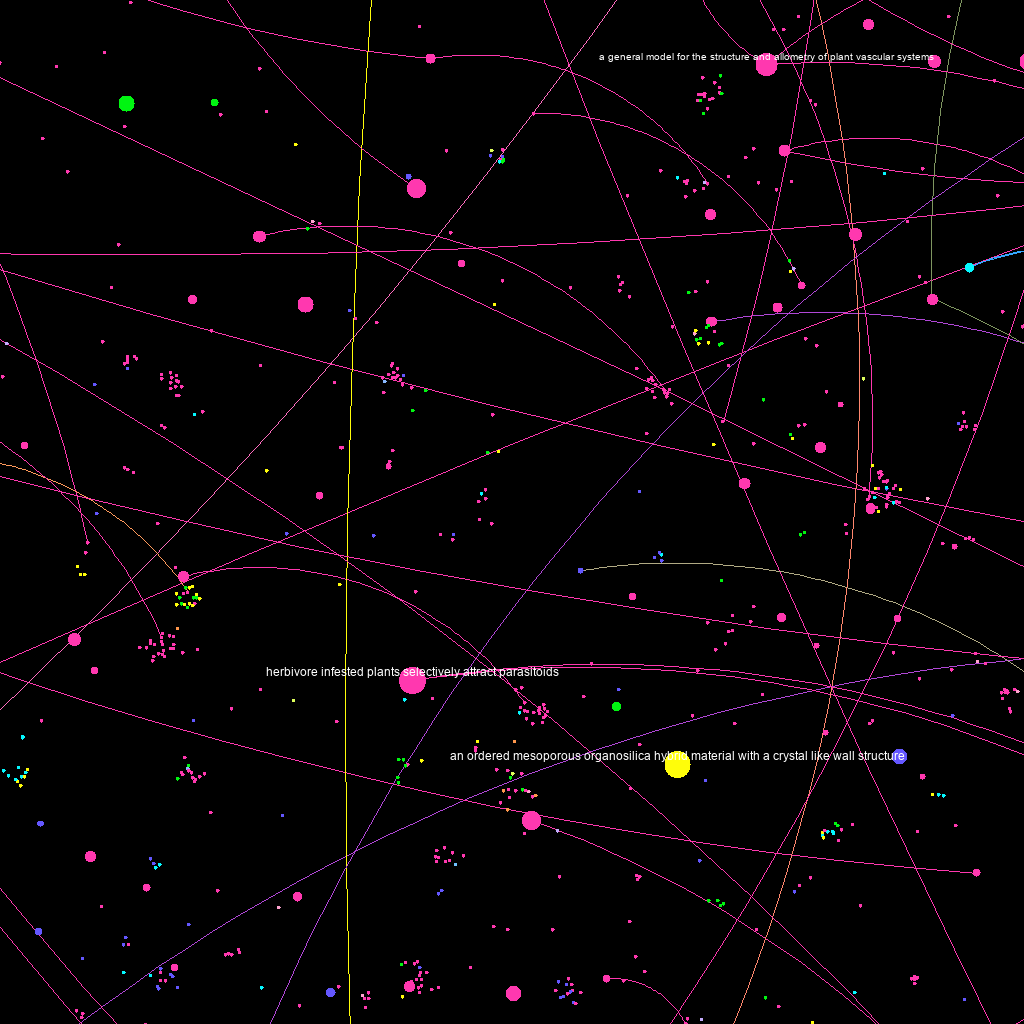 a general model for the structure and allometry of plant vascular systems
herbivore infested plants selectively attract parasitoids
an ordered mesoporous organosilica hybrid material with a crystal like wall structure